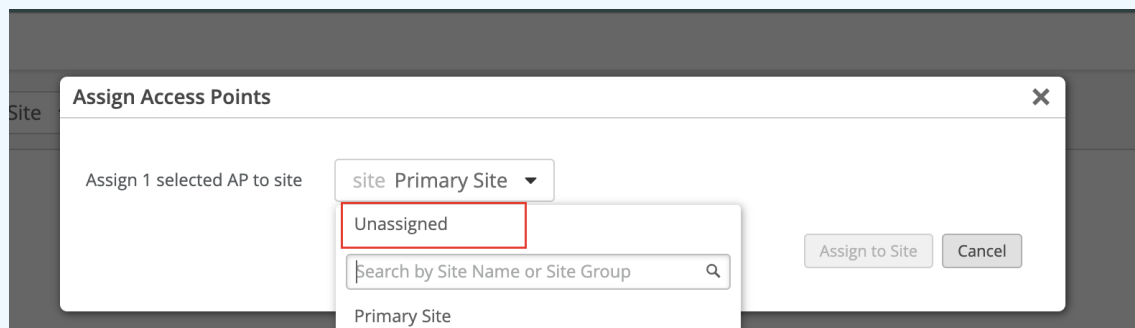 Site
Assign Access Points
Assign 1 selected AP to site
site Primary Site
Unassigned
Search by Site Name or Site Group
Primary Site
Assign to Site
Cancel